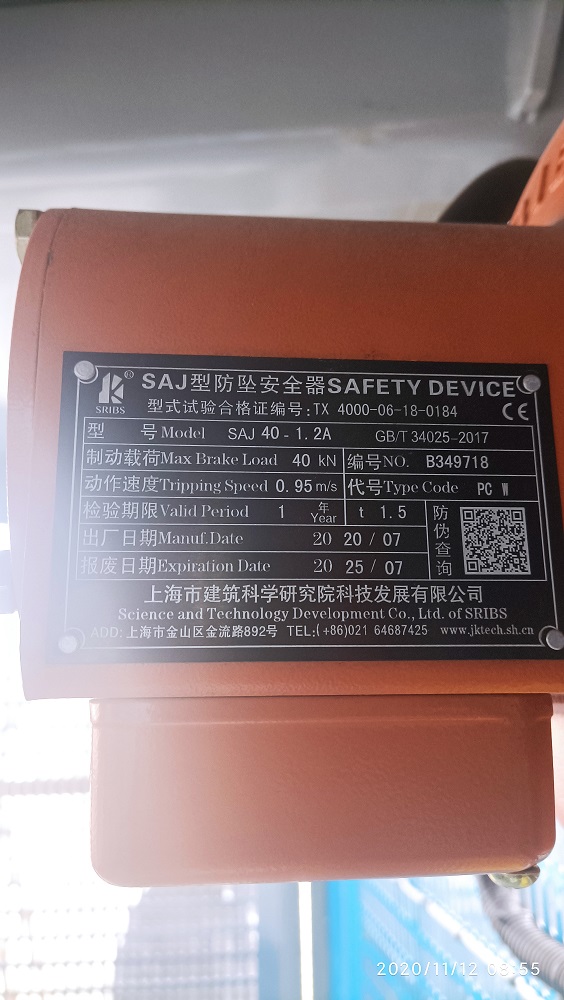 SAJ型防坠安全器SAFETY DEVICE
®
SRIBS
型式试验合格证编号:TX 4000-06-18-0184
CE
型 号Model SAJ 40 - 1.2A GB/T 34025-2017
制动载荷Max Brake Load 40 kN 编号NO. B349718
动作速度Tripping Speed 0.95 m/s 代号Type Code PC W
检验期限Valid Period 1 年 Year t 1.5
防伪查询
出厂日期Manuf.Date 20 20 / 07
报废日期Expiration Date 20 25 / 07
上海市建筑科学研究院科技发展有限公司
Science and Technology Development Co., Ltd. of SRIBS
ADD: 上海市金山区金流路892号 TEL:(+86)021 64687425 www.jktech.sh.cn
2020/11/12 03:55